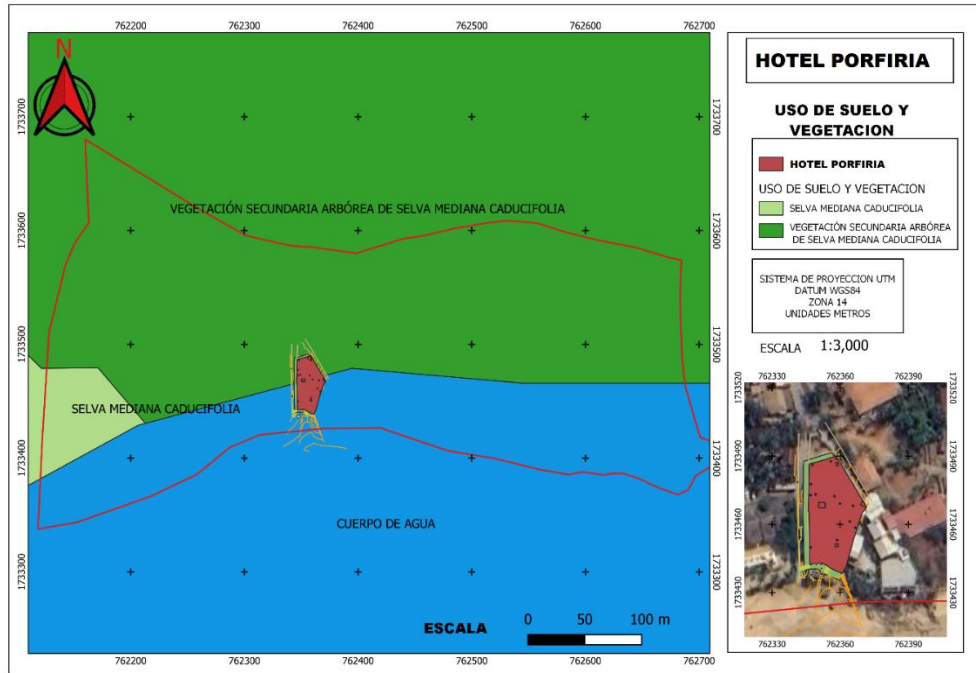 762200 762300 762400 762500 762600 762700
N
1733700
1733600
1733500
1733400
1733300
1733700
1733600
1733500
1733400
1733300
VEGETACIÓN SECUNDARIA ARBÓREA DE SELVA MEDIANA CADUCIFOLIA
SELVA MEDIANA CADUCIFOLIA
CUERPO DE AGUA
ESCALA
0 50 100 m
762200 762300 762400 762500 762600 762700
HOTEL PORFIRIA
USO DE SUELO Y
VEGETACION
HOTEL PORFIRIA
USO DE SUELO Y VEGETACION
SELVA MEDIANA CADUCIFOLIA
VEGETACIÓN SECUNDARIA ARBÓREA
DE SELVA MEDIANA CADUCIFOLIA
SISTEMA DE PROYECCION UTM
DATUM WGS84
ZONA 14
UNIDADES METROS
ESCALA 1:3,000
762330 762360 762390
1733520
1733490
1733460
1733430
1733520
1733490
1733460
1733430
762330 762360 762390